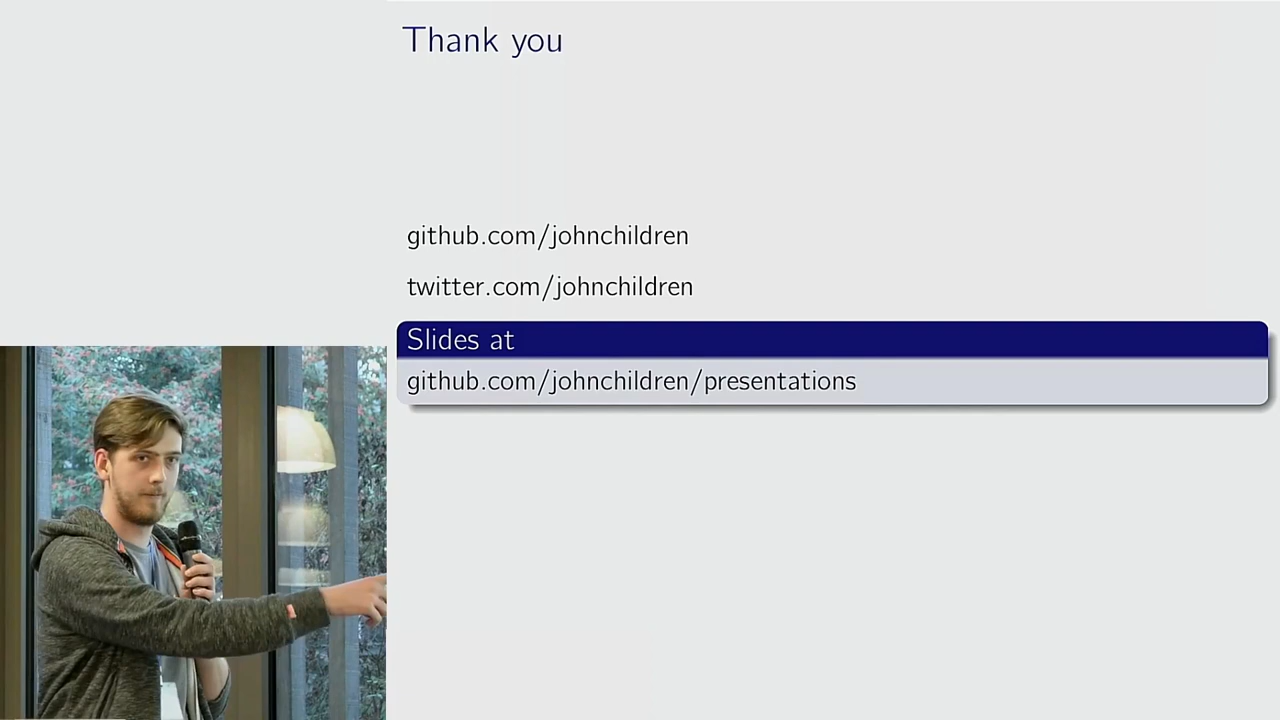 Thank you
github.com/johnchildren
twitter.com/johnchildren
Slides at
github.com/johnchildren/presentations